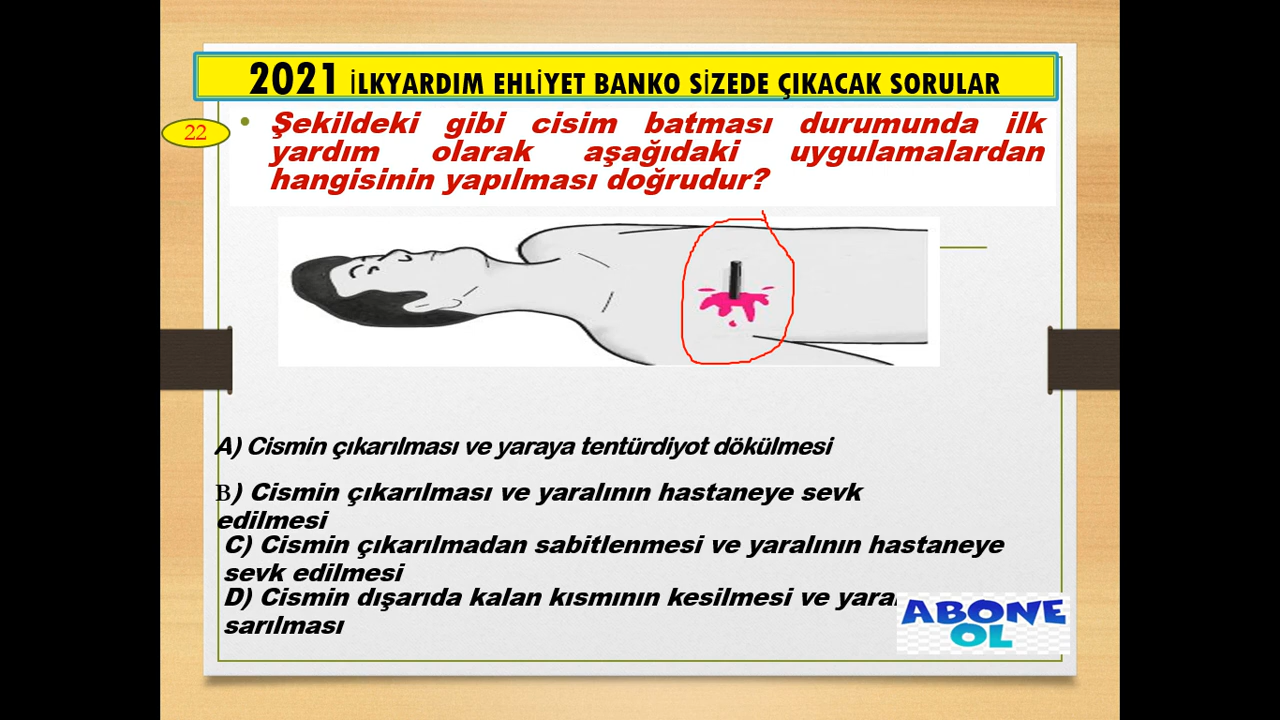 2021 İLKYARDIM EHLİYET BANKO SİZEDE ÇIKACAK SORULAR
22
• Şekildeki gibi cisim batması durumunda ilk
yardım olarak aşağıdaki uygulamalardan
hangisinin yapılması doğrudur?
A) Cismin çıkarılması ve yaraya tentürdiyot dökülmesi
B) Cismin çıkarılması ve yaralının hastaneye sevk
edilmesi
C) Cismin çıkarılmadan sabitlenmesi ve yaralının hastaneye
sevk edilmesi
D) Cismin dışarıda kalan kısmının kesilmesi ve
sarılması
ABONE
OL